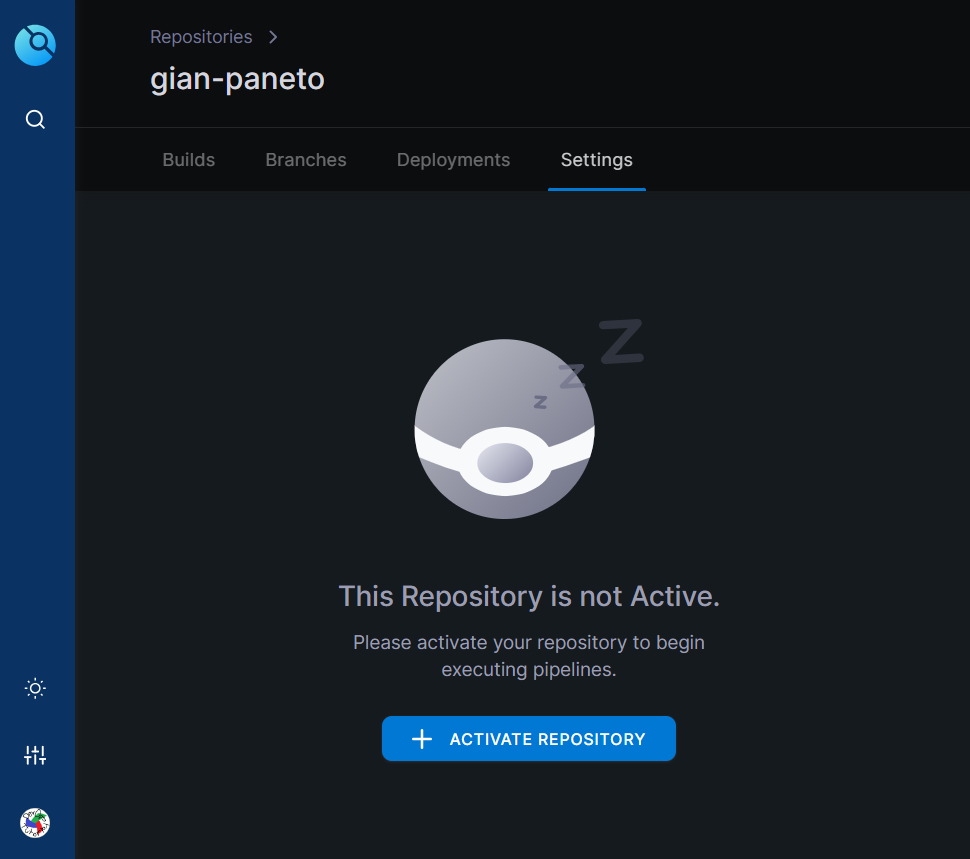 Repositories
gian-paneto
Builds Branches Deployments Settings
z
z
z
This Repository is not Active.
Please activate your repository to begin
executing pipelines.
ACTIVATE REPOSITORY